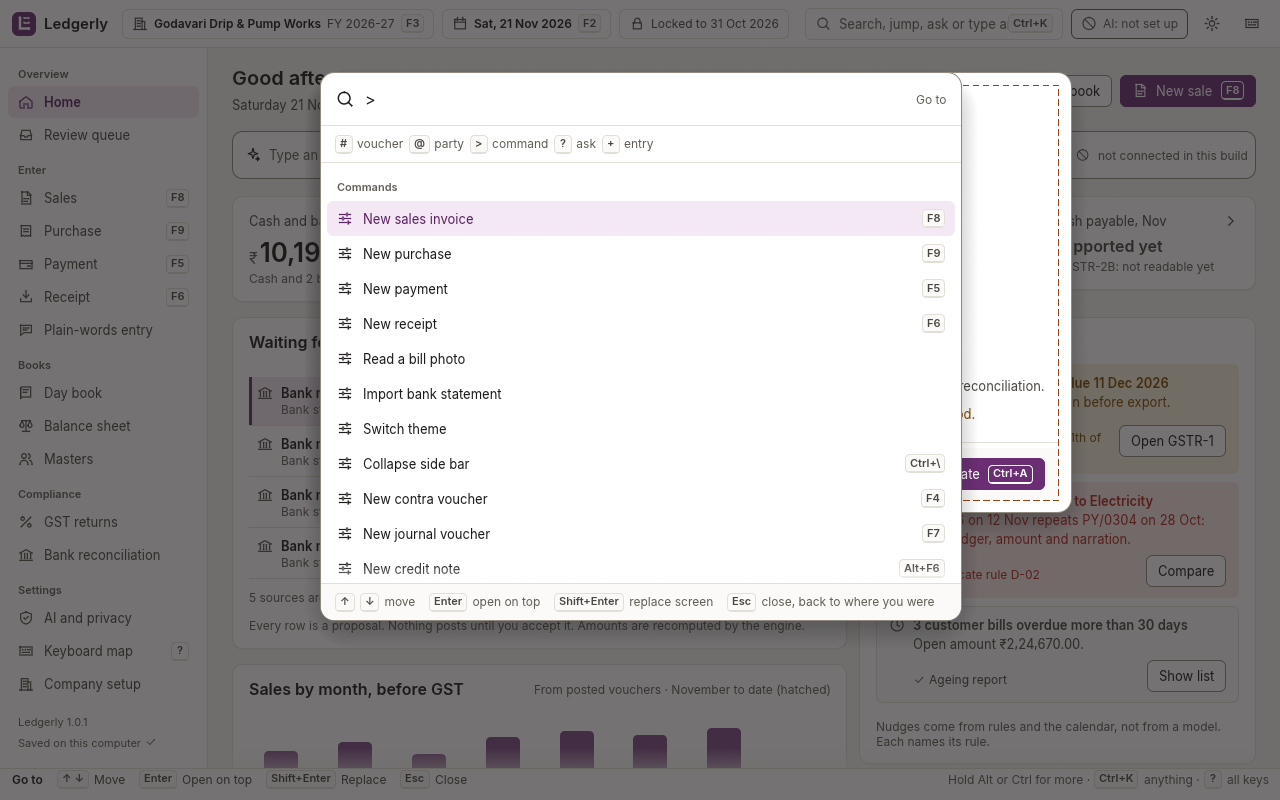 Ledgerly
Godavari Drip & Pump Works FY 2026-27 F3
Sat, 21 Nov 2026 F2
Locked to 31 Oct 2026
Search, jump, ask or type a Ctrl+K
AI: not set up
Overview
Home
Review queue
Enter
Sales F8
Purchase F9
Payment F5
Receipt F6
Plain-words entry
Books
Day book
Balance sheet
Masters
Compliance
GST returns
Bank reconciliation
Settings
AI and privacy
Keyboard map ?
Company setup
Ledgerly 1.0.1
Saved on this computer
Good afte
Saturday 21 No
book
New sale F8
Type an
not connected in this build
Cash and b
₹10,19
Cash and 2 b
sh payable, Nov
pported yet
STR-2B: not readable yet
Waiting fo
Bank
Bank s
Bank
Bank s
Bank
Bank s
Bank
Bank s
5 sources ar
Every row is a proposal. Nothing posts until you accept it. Amounts are recomputed by the engine.
>
Go to
# voucher @ party > command ? ask + entry
Commands
New sales invoice F8
New purchase F9
New payment F5
New receipt F6
Read a bill photo
Import bank statement
Switch theme
Collapse side bar Ctrl+\
New contra voucher F4
New journal voucher F7
New credit note Alt+F6
↑ ↓ move Enter open on top Shift+Enter replace screen Esc close, back to where you were
reconciliation.
od.
ate Ctrl+A
lue 11 Dec 2026
n before export.
1th of
Open GSTR-1
to Electricity
on 12 Nov repeats PY/0304 on 28 Oct:
dger, amount and narration.
cate rule D-02
Compare
3 customer bills overdue more than 30 days
Open amount ₹2,24,670.00.
Ageing report
Show list
Nudges come from rules and the calendar, not from a model.
Each names its rule.
Sales by month, before GST
From posted vouchers · November to date (hatched)
Go to ↑ ↓ Move Enter Open on top Shift+Enter Replace Esc Close
Hold Alt or Ctrl for more · Ctrl+K anything · ? all keys